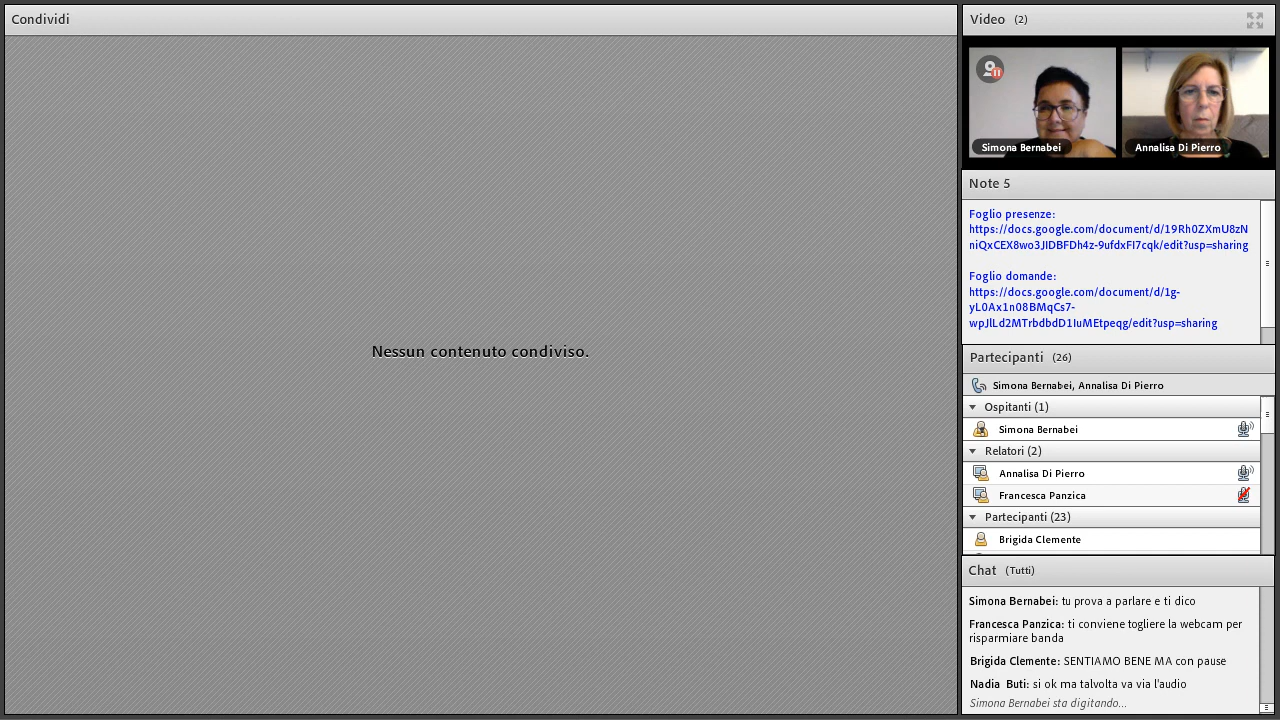 Condividi
Nessun contenuto condiviso.
Video (2)
Simona Bernabei
Annalisa Di Pierro
Note 5
Foglio presenze:
https://docs.google.com/document/d/19Rh0ZXmU8zN
niQxCEX8wo3JIDBFDh4z-9ufdxFI7cqk/edit?usp=sharing
Foglio domande:
https://docs.google.com/document/d/1g-
yL0Ax1n08BMqCs7-
wpJlLd2MTrbdbdD1IuMEtpeqg/edit?usp=sharing
Partecipanti (26)
Simona Bernabei, Annalisa Di Pierro
Ospitanti (1)
Simona Bernabei
Relatori (2)
Annalisa Di Pierro
Francesca Panzica
Partecipanti (23)
Brigida Clemente
Chat (Tutti)
Simona Bernabei: tu prova a parlare e ti dico
Francesca Panzica: ti conviene togliere la webcam per
risparmiare banda
Brigida Clemente: SENTIAMO BENE MA con pause
Nadia Buti: si ok ma talvolta va via l'audio
Simona Bernabei sta digitando...